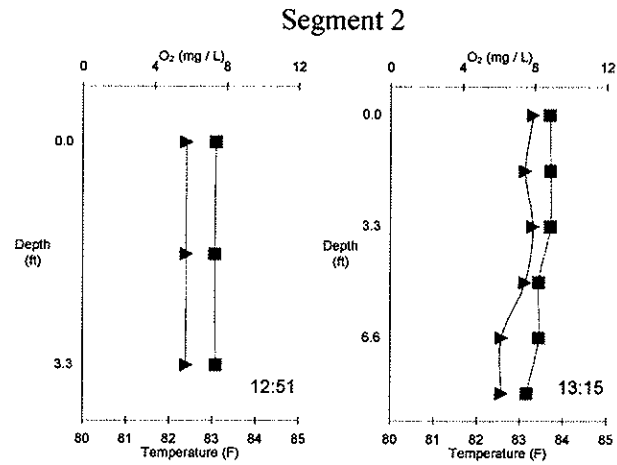 Segment 2
O₂ (mg / L)
0 4 8 12
0.0
Depth
(ft)
3.3
12:51
80 81 82 83 84 85
Temperature (F)
O₂ (mg / L)
0 4 8 12
0.0
3.3
Depth
(ft)
6.6
13:15
80 81 82 83 84 85
Temperature (F)